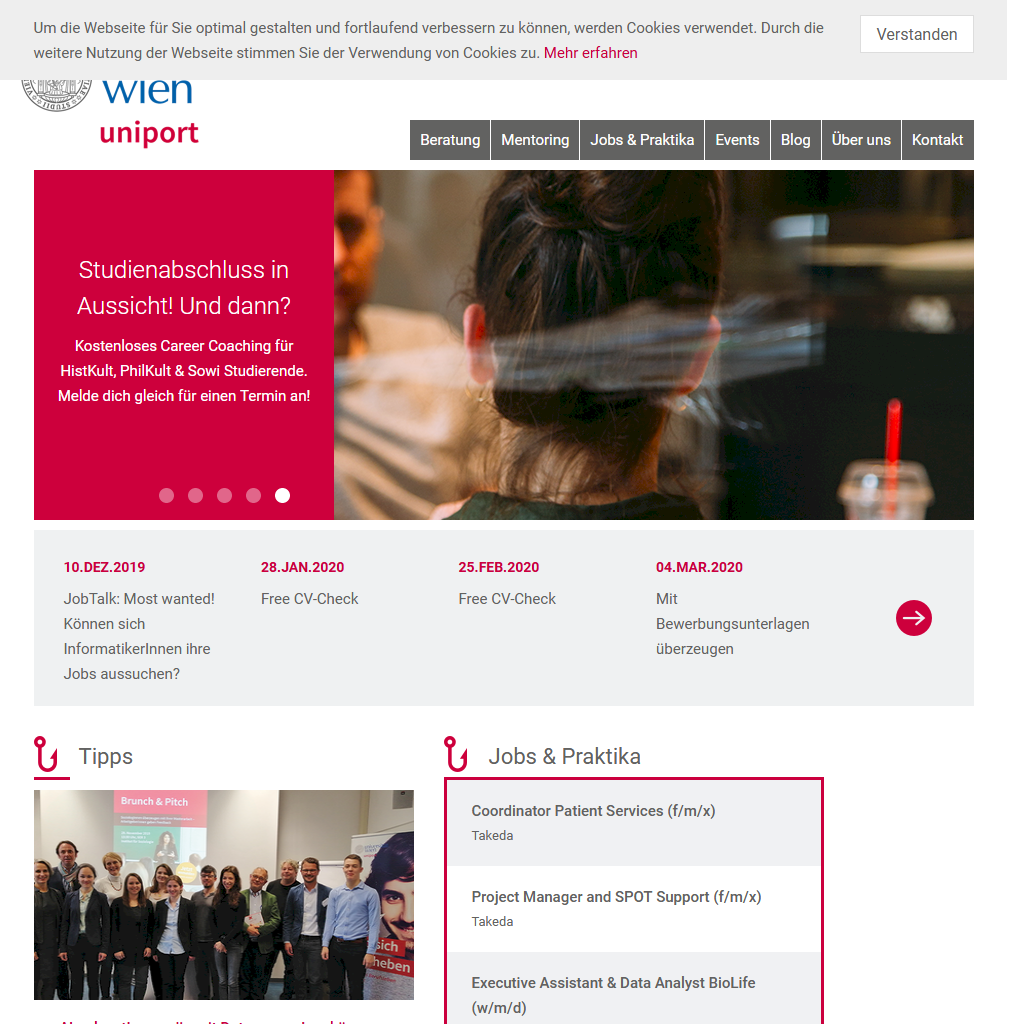 Um die Webseite für Sie optimal gestalten und fortlaufend verbessern zu können, werden Cookies verwendet. Durch die
weitere Nutzung der Webseite stimmen Sie der Verwendung von Cookies zu. Mehr erfahren
Verstanden
wien
uniport
Beratung
Mentoring
Jobs & Praktika
Events
Blog
Über uns
Kontakt
Studienabschluss in
Aussicht! Und dann?
Kostenloses Career Coaching für
HistKult, PhilKult & Sowi Studierende.
Melde dich gleich für einen Termin an!
10.DEZ.2019
JobTalk: Most wanted!
Können sich
InformatikerInnen ihre
Jobs aussuchen?
28.JAN.2020
Free CV-Check
25.FEB.2020
Free CV-Check
04.MAR.2020
Mit
Bewerbungsunterlagen
überzeugen
Tipps
Brunch & Pitch
sich
heben
Jobs & Praktika
Coordinator Patient Services (f/m/x)
Takeda
Project Manager and SPOT Support (f/m/x)
Takeda
Executive Assistant & Data Analyst BioLife
(w/m/d)